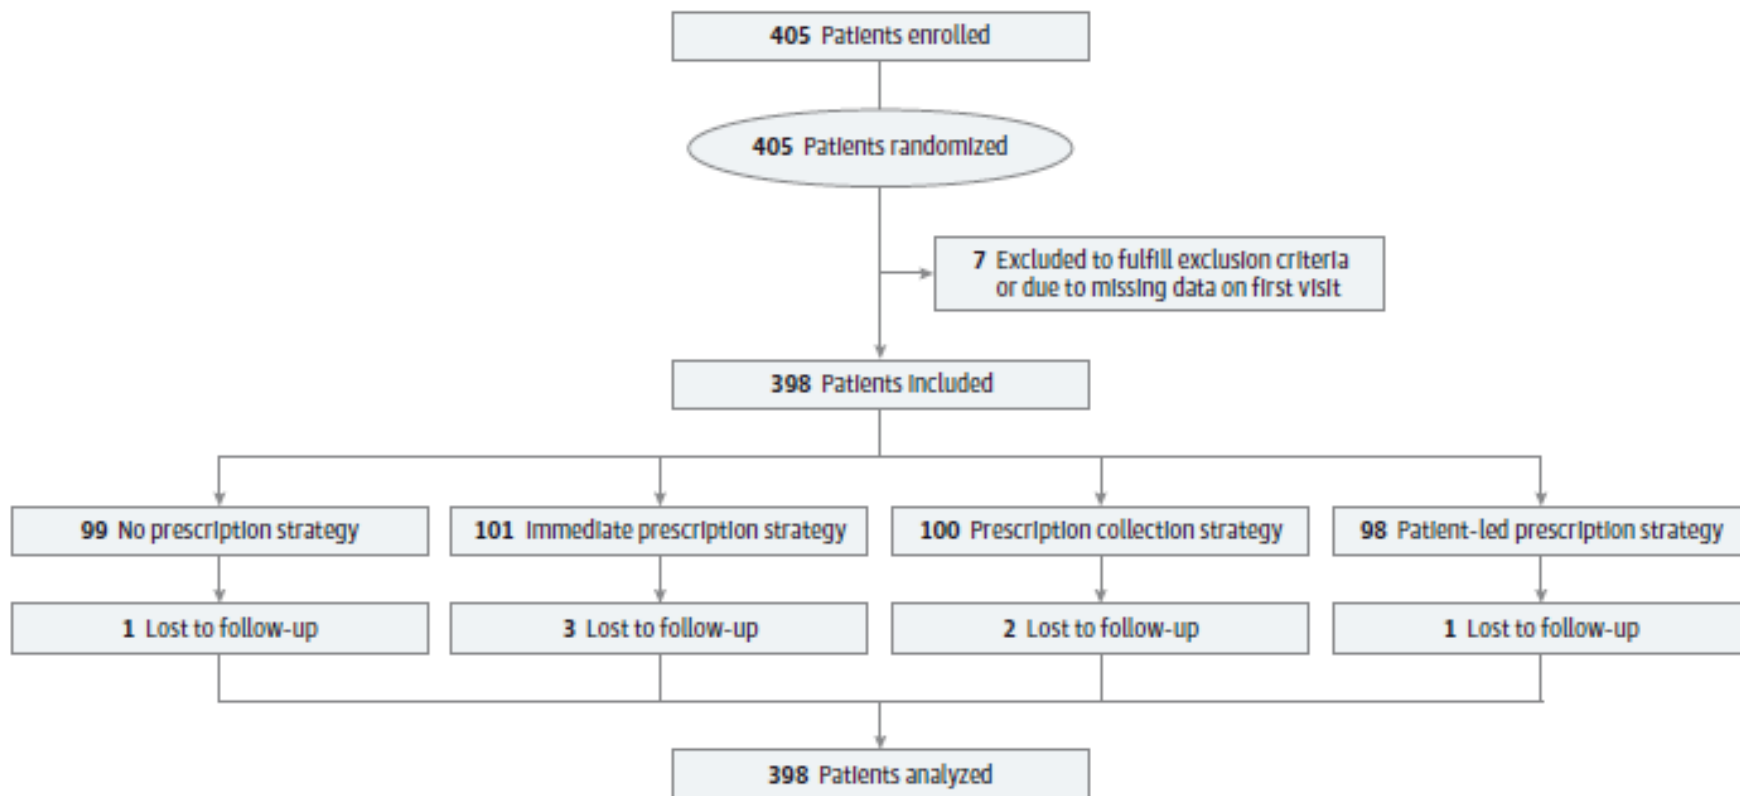 405 Patients enrolled
405 Patients randomized
7 Excluded to fulfill exclusion criteria
or due to missing data on first visit
398 Patients included
99 No prescription strategy
101 Immediate prescription strategy
100 Prescription collection strategy
98 Patient-led prescription strategy
1 Lost to follow-up
3 Lost to follow-up
2 Lost to follow-up
1 Lost to follow-up
398 Patients analyzed